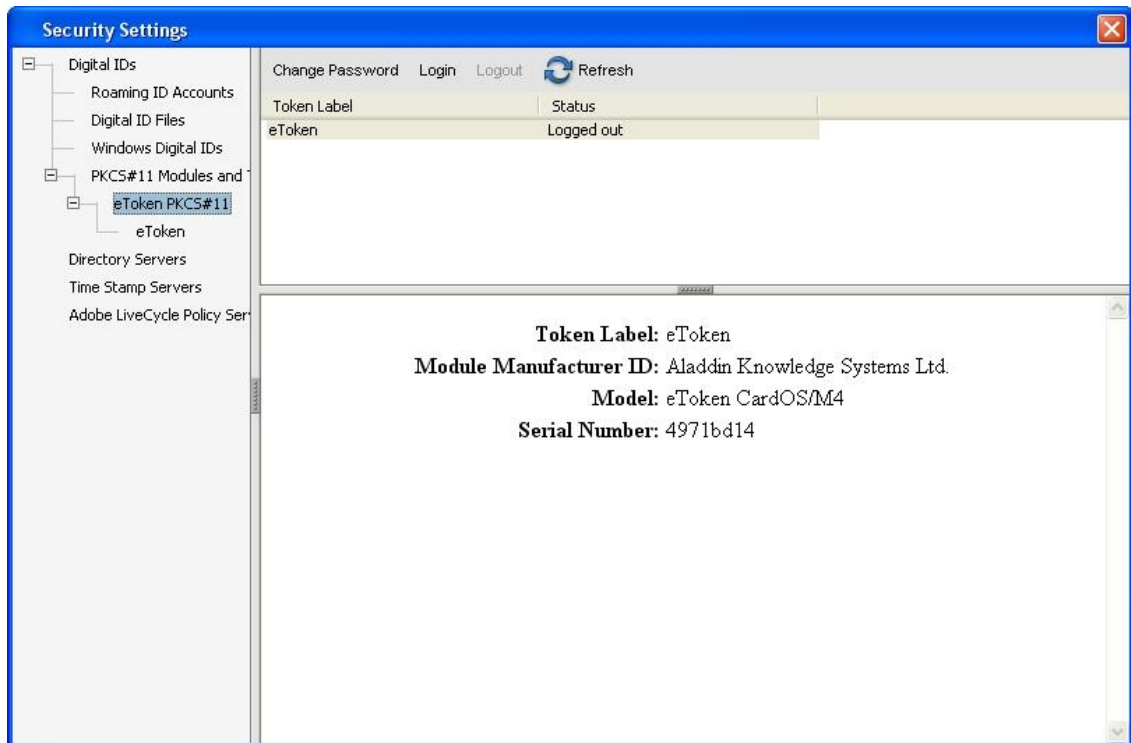 Security Settings
Digital IDs
Roaming ID Accounts
Digital ID Files
Windows Digital IDs
PKCS#11 Modules and
eToken PKCS#11
eToken
Directory Servers
Time Stamp Servers
Adobe LiveCycle Policy Ser
Change Password Login Logout Refresh
Token Label Status
eToken Logged out
Token Label: eToken
Module Manufacturer ID: Aladdin Knowledge Systems Ltd.
Model: eToken CardOS/M4
Serial Number: 4971bd14